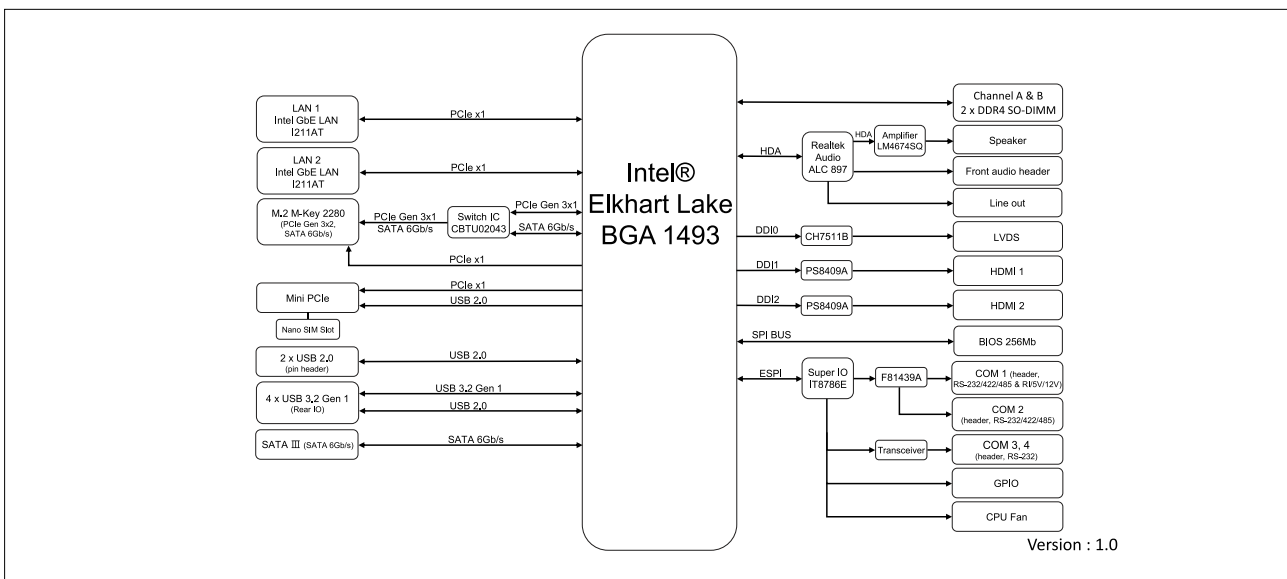 LAN 1
Intel GbE LAN
I211AT
PCIe x1
LAN 2
Intel GbE LAN
I211AT
PCIe x1
M.2 M-Key 2280
(PCIe Gen 3x2,
SATA 6Gb/s)
PCIe Gen 3x1
SATA 6Gb/s
Switch IC
CBTU02043
PCIe Gen 3x1
SATA 6Gb/s
PCIe x1
Mini PCIe
PCIe x1
USB 2.0
Nano SIM Slot
2 x USB 2.0
(pin header)
USB 2.0
4 x USB 3.2 Gen 1
(Rear IO)
USB 3.2 Gen 1
USB 2.0
SATA III (SATA 6Gb/s)
SATA 6Gb/s
Intel®
Elkhart Lake
BGA 1493
Channel A & B
2 x DDR4 SO-DIMM
HDA
Realtek
Audio
ALC 897
HDA
Amplifier
LM4674SQ
Speaker
Front audio header
Line out
DDI0
CH7511B
LVDS
DDI1
PS8409A
HDMI 1
DDI2
PS8409A
HDMI 2
SPI BUS
BIOS 256Mb
ESPI
Super IO
IT8786E
F81439A
COM 1 (header,
RS-232/422/485 & RI/5V/12V)
COM 2
(header, RS-232/422/485)
Transceiver
COM 3, 4
(header, RS-232)
GPIO
CPU Fan
Version : 1.0